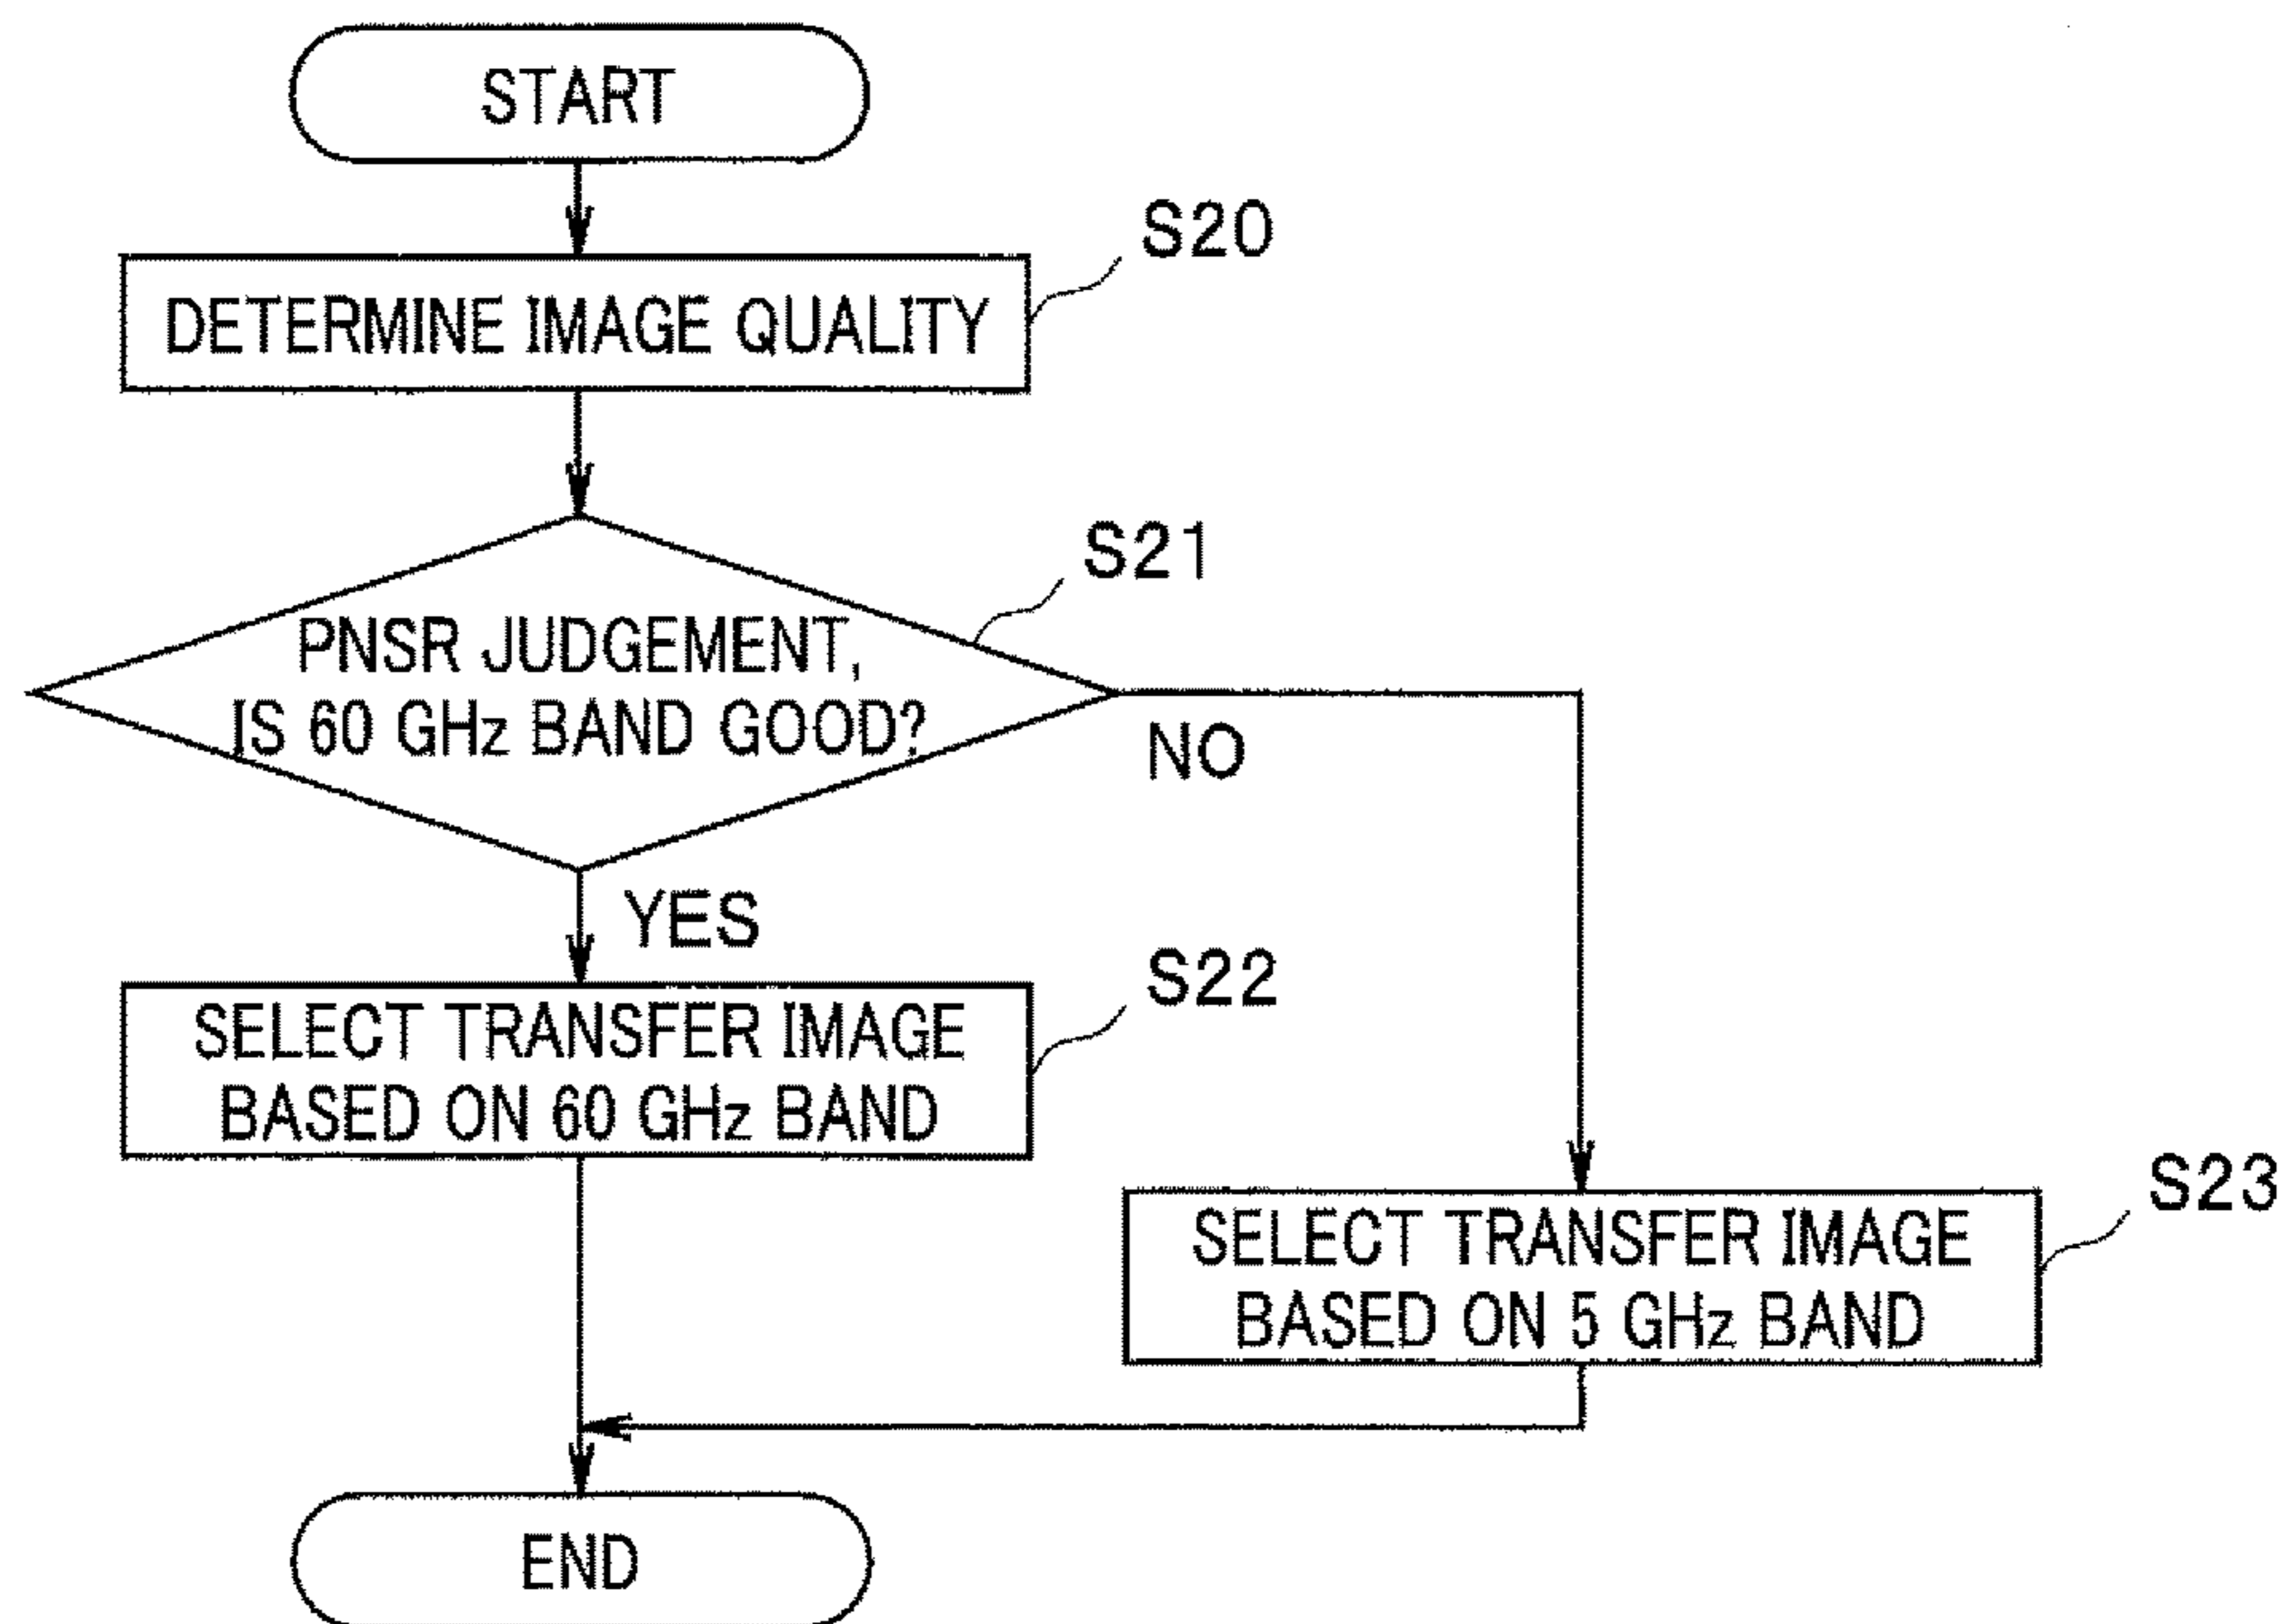 START
S20
DETERMINE IMAGE QUALITY
S21
PNSR JUDGEMENT,
IS 60 GHz BAND GOOD?
NO
YES
S22
SELECT TRANSFER IMAGE
BASED ON 60 GHz BAND
S23
SELECT TRANSFER IMAGE
BASED ON 5 GHz BAND
END